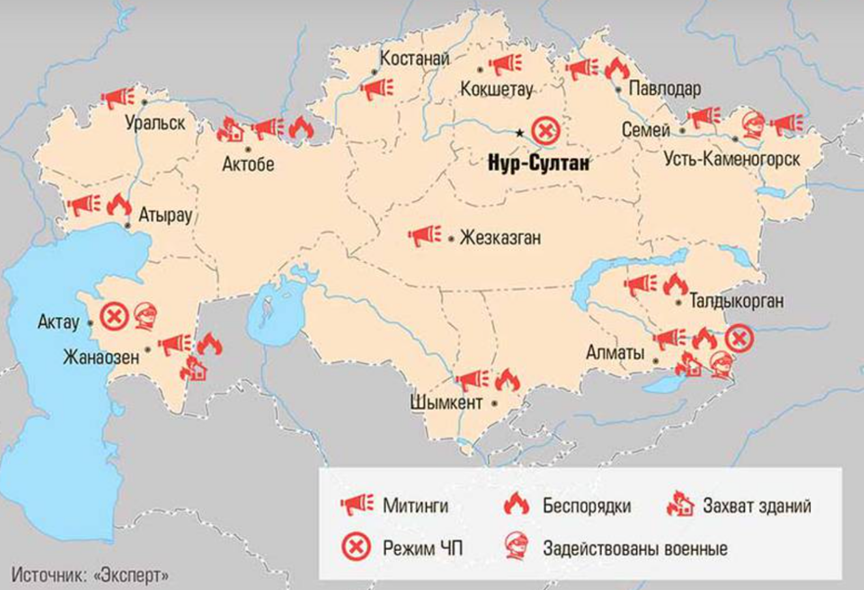 Костанай
Кокшетау
Павлодар
Уральск
Актобе
Семей
Усть-Каменогорск
Нур-Султан
Атырау
Жезказган
Талдыкорган
Актау
Жанаозен
Алматы
Шымкент
Митинги
Беспорядки
Захват зданий
Режим ЧП
Задействованы военные
Источник: «Эксперт»